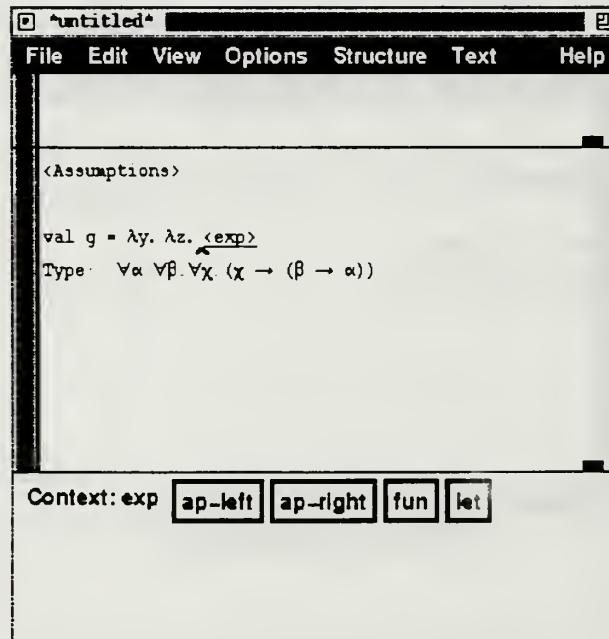 *untitled*
File Edit View Options Structure Text Help
<Assumptions>
val g = λy. λz. <exp>
Type: ∀α ∀β.∀χ. (χ → (β → α))
Context: exp ap-left ap-right fun let